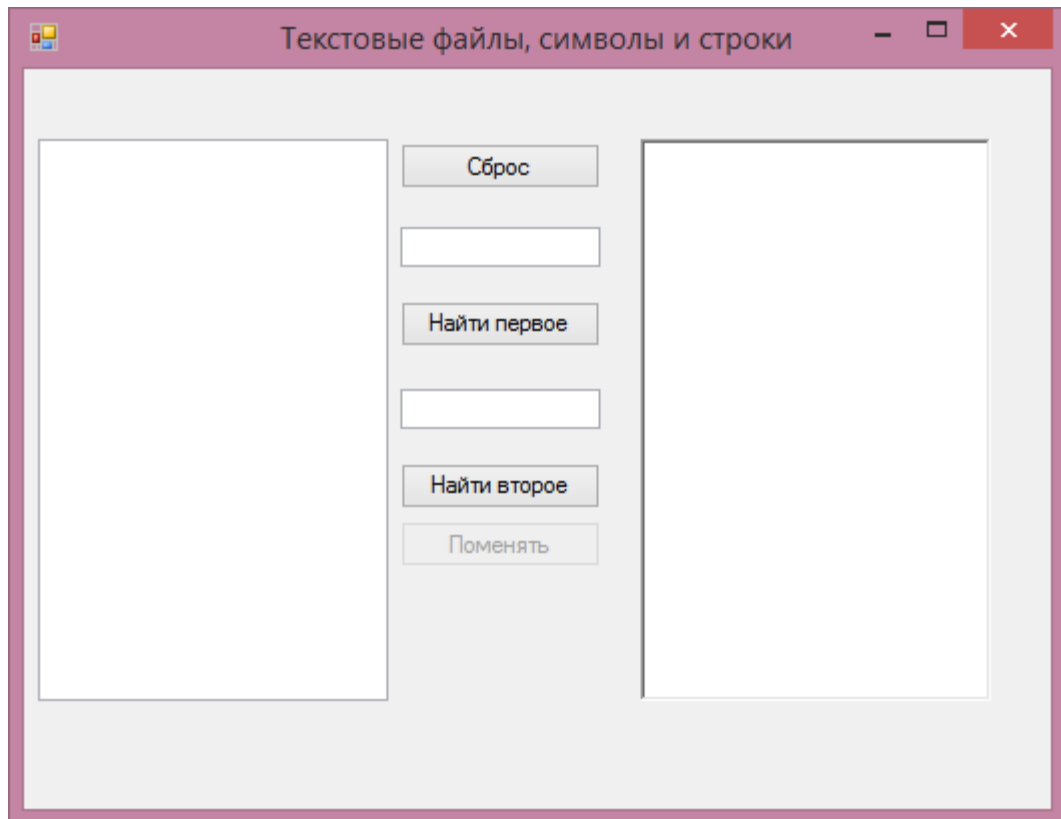 Текстовые файлы, символы и строки
Сброс
Найти первое
Найти второе
Поменять